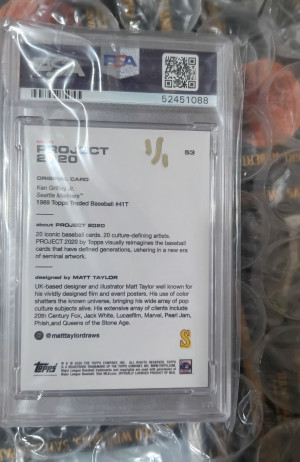 PSA
PSA
52451088
PROJECT
2020
53
ORIGINAL CARD
Ken Griffey Jr.
Seattle Mariners™
1989 Topps Traded Baseball #41T
about PROJECT 2020
20 iconic baseball cards. 20 culture-defining artists.
PROJECT 2020 by Topps visually reimagines the baseball
cards that have defined generations, ushering in a new era
of seminal artwork.
designed by MATT TAYLOR
UK-based designer and illustrator Matt Taylor well known for
his vividly designed film and event posters. His use of color
shatters the known universe, bringing his wide array of pop
culture subjects alive. His extensive array of clients include
20th Century Fox, Jack White, Lucasfilm, Marvel, Pearl Jam,
Phish,and Queens of the Stone Age.
@matttaylordraws
S
TOPPS